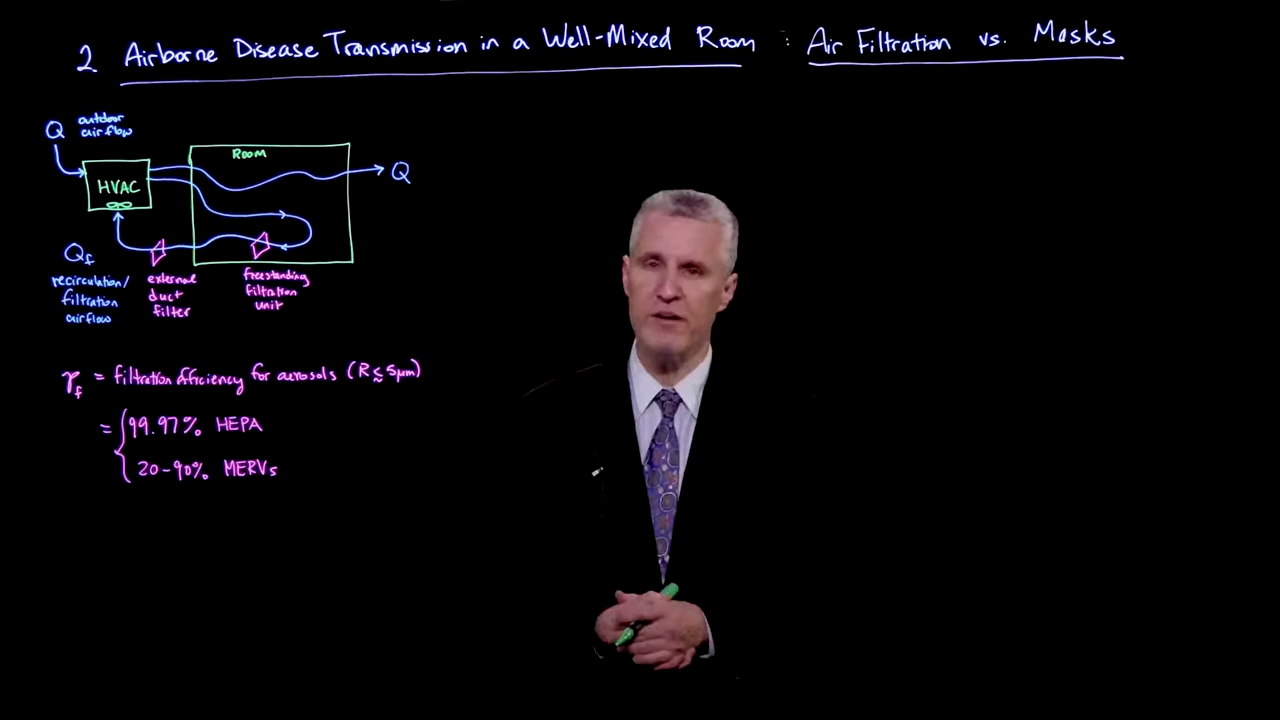 2 Airborne Disease Transmission in a Well-Mixed Room : Air Filtration vs. Masks
Q outdoor
airflow
ROOM
HVAC
Q
Qf
recirculation/
filtration
airflow
external
duct
filter
freestanding
filtration
unit
γf = filtration efficiency for aerosols (R ≲ 5μm)
= { 99.97% HEPA
20-90% MERVs